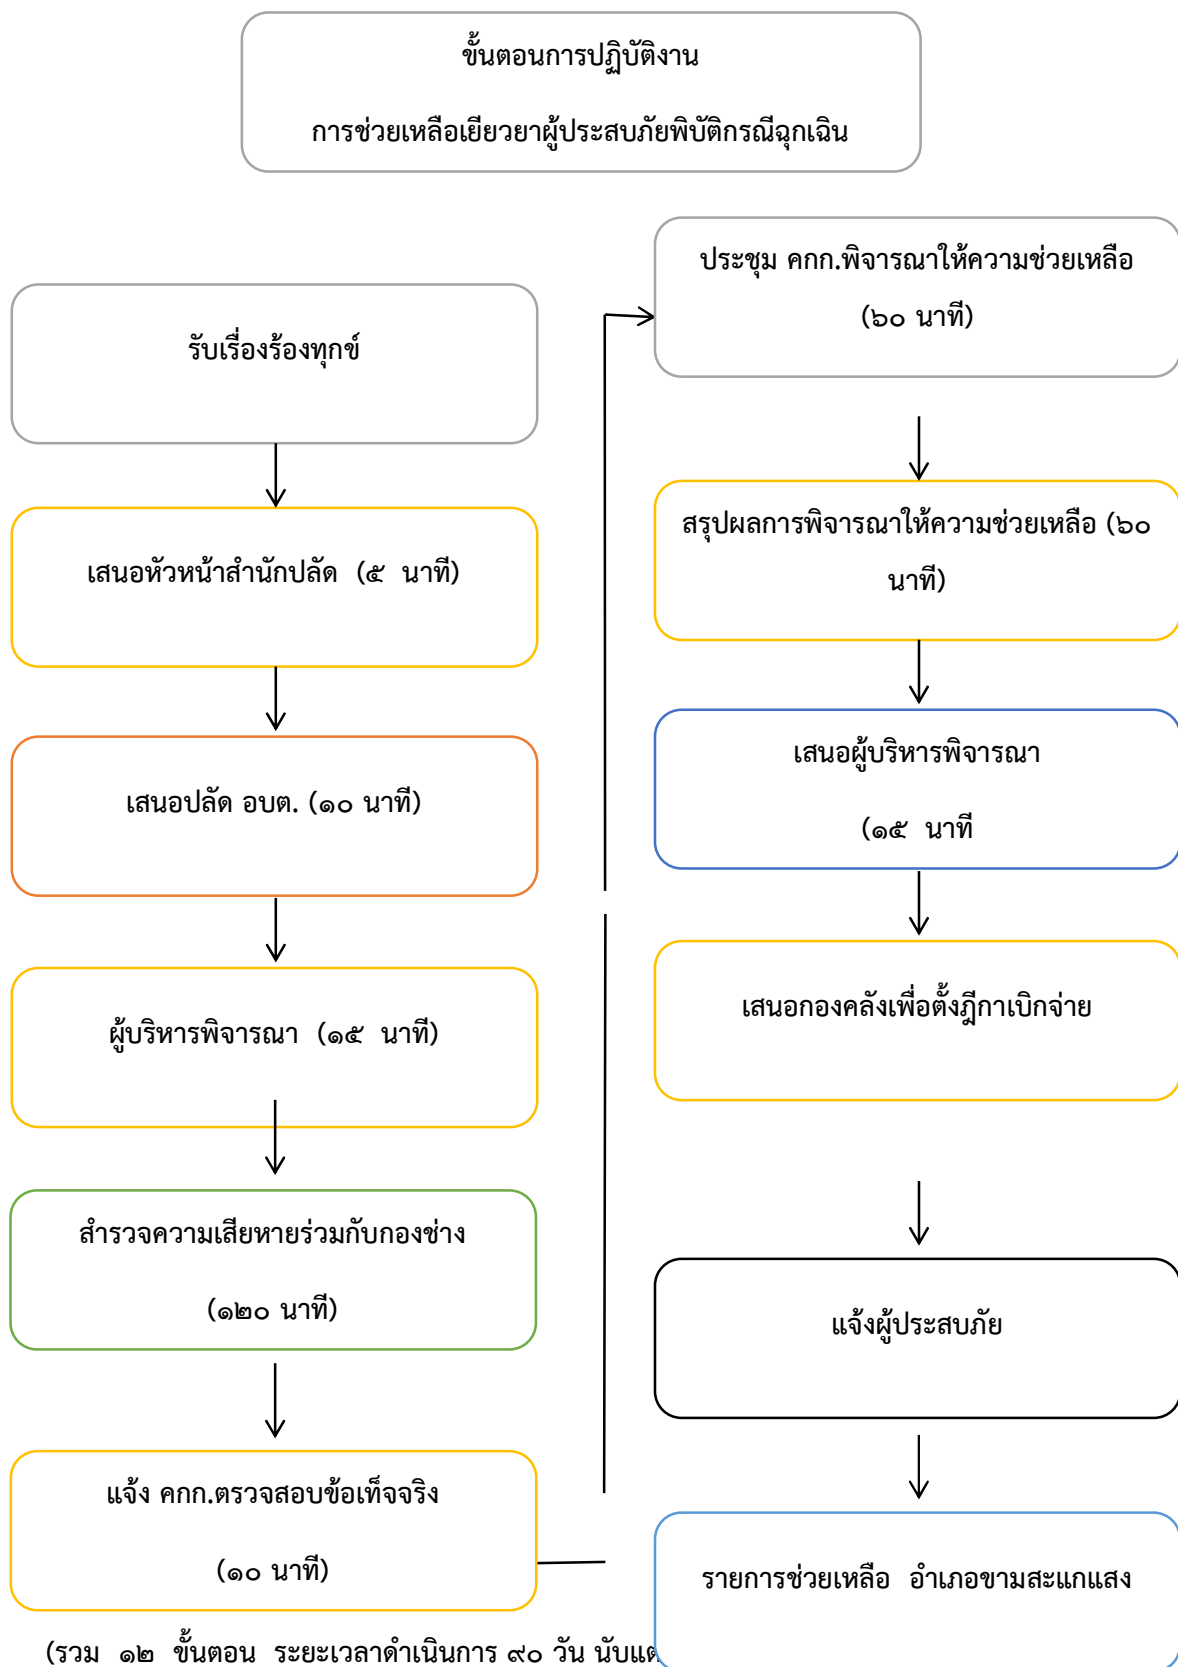 ขั้นตอนการปฏิบัติงาน
การช่วยเหลือเยียวยาผู้ประสบภัยพิบัติกรณีฉุกเฉิน
รับเรื่องร้องทุกข์
เสนอหัวหน้าสำนักปลัด (๕ นาที)
เสนอปลัด อบต. (๑๐ นาที)
ผู้บริหารพิจารณา (๑๕ นาที)
สำรวจความเสียหายร่วมกับกองช่าง
(๑๒๐ นาที)
แจ้ง คกก.ตรวจสอบข้อเท็จจริง
(๑๐ นาที)
ประชุม คกก.พิจารณาให้ความช่วยเหลือ
(๖๐ นาที)
สรุปผลการพิจารณาให้ความช่วยเหลือ (๖๐
นาที)
เสนอผู้บริหารพิจารณา
(๑๕ นาที
เสนอกองคลังเพื่อตั้งฎีกาเบิกจ่าย
แจ้งผู้ประสบภัย
รายการช่วยเหลือ อำเภอขามสะแกแสง
(รวม ๑๒ ขั้นตอน ระยะเวลาดำเนินการ ๙๐ วัน นับแต